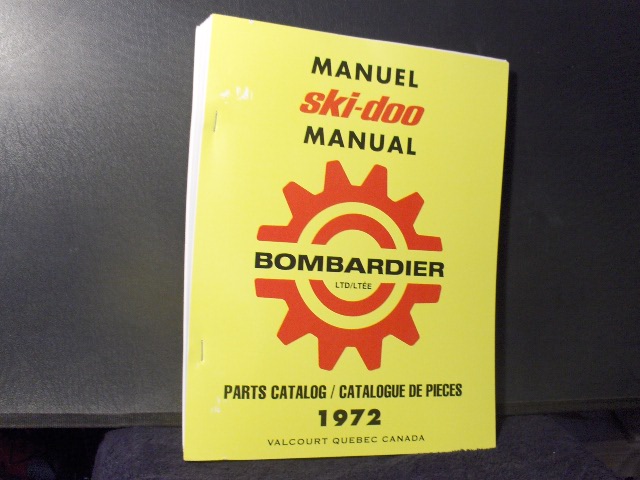 MANUEL
ski-doo
MANUAL
BOMBARDIER
LTD/LTÉE
PARTS CATALOG / CATALOGUE DE PIECES
1972
VALCOURT QUEBEC CANADA